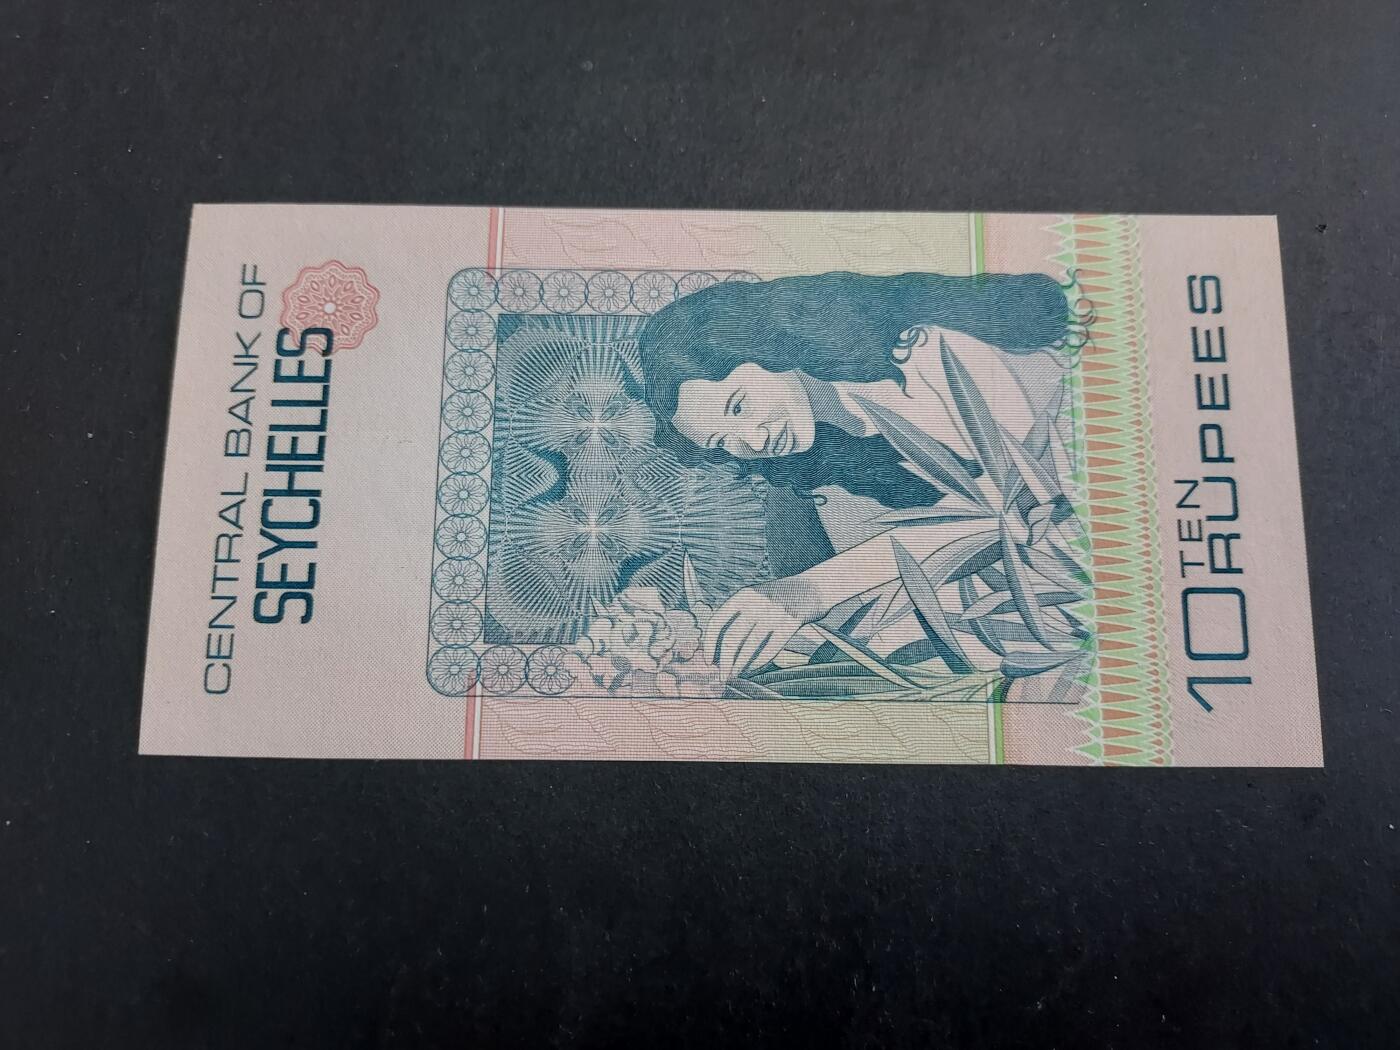 CENTRAL BANK OF
SEYCHELLES
TEN
10 RUPEES